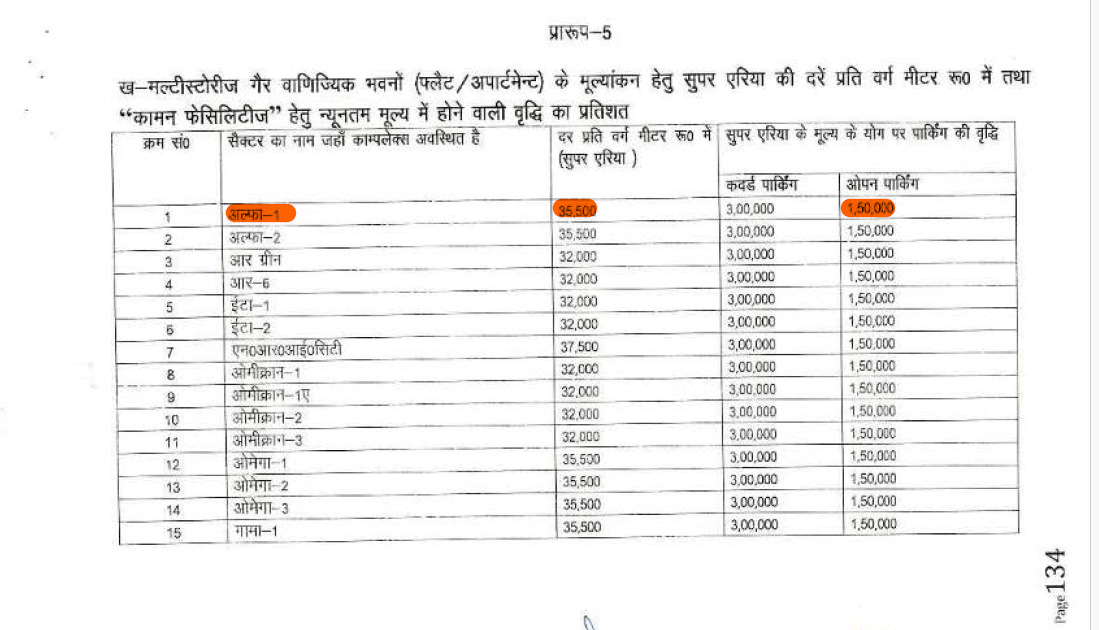 प्रारूप–5
ख–मल्टीस्टोरीज गैर वाणिज्यिक भवनों (फ्लैट/अपार्टमेन्ट) के मूल्यांकन हेतु सुपर एरिया की दरें प्रति वर्ग मीटर रू0 में तथा
“कामन फेसिलिटीज” हेतु न्यूनतम मूल्य में होने वाली वृद्धि का प्रतिशत
क्रम सं0 सैक्टर का नाम जहाँ काम्पलेक्स अवस्थित है दर प्रति वर्ग मीटर रू0 में सुपर एरिया के मूल्य के योग पर पार्किंग की वृद्धि
(सुपर एरिया )
कवर्ड पार्किंग ओपन पार्किंग
1 अल्फा–1 35,500 3,00,000 1,50,000
2 अल्फा–2 35,500 3,00,000 1,50,000
3 आर ग्रीन 32,000 3,00,000 1,50,000
4 आर–6 32,000 3,00,000 1,50,000
5 ईटा–1 32,000 3,00,000 1,50,000
6 ईटा–2 32,000 3,00,000 1,50,000
7 एन0आर0आई0सिटी 37,500 3,00,000 1,50,000
8 ओमीक्रान–1 32,000 3,00,000 1,50,000
9 ओमीक्रान–1ए 32,000 3,00,000 1,50,000
10 ओमीक्रान–2 32,000 3,00,000 1,50,000
11 ओमीक्रान–3 32,000 3,00,000 1,50,000
12 ओमेगा–1 35,500 3,00,000 1,50,000
13 ओमेगा–2 35,500 3,00,000 1,50,000
14 ओमेगा–3 35,500 3,00,000 1,50,000
15 गामा–1 35,500 3,00,000 1,50,000
Page 134